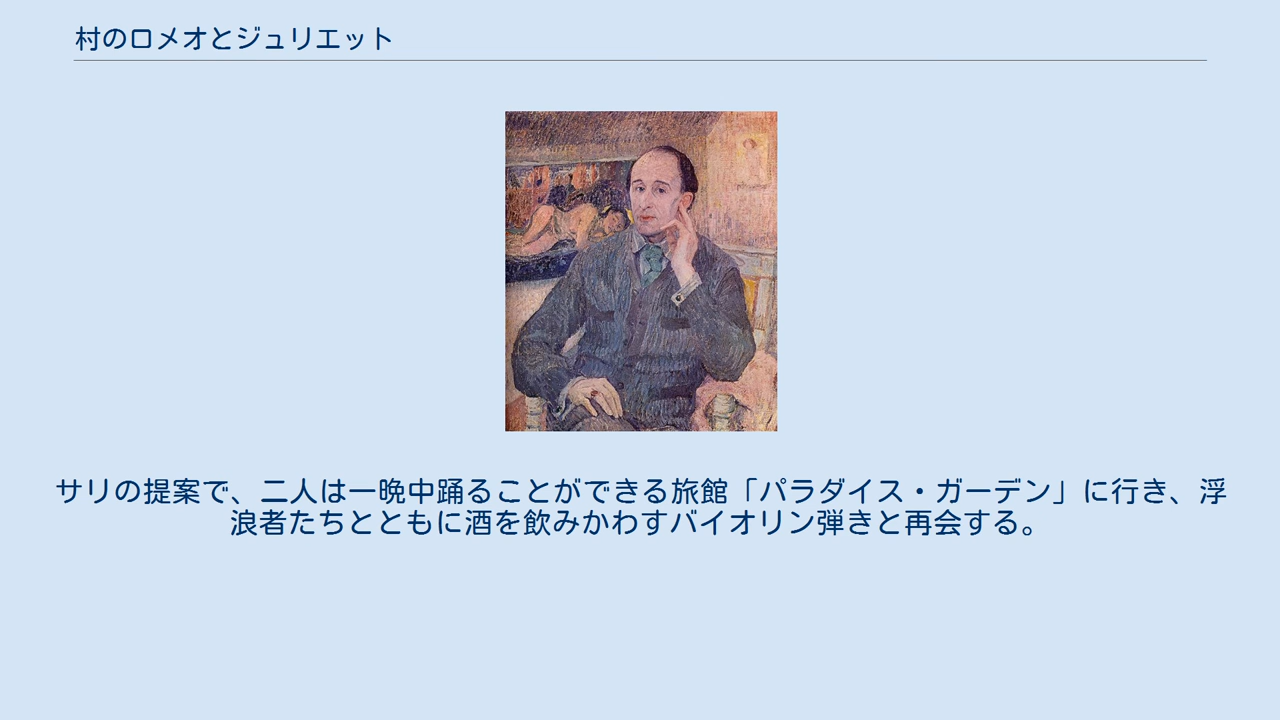 村のロメオとジュリエット
サリの提案で、二人は一晩中踊ることができる旅館「パラダイス・ガーデン」に行き、浮
浪者たちとともに酒を飲みかわすバイオリン弾きと再会する。